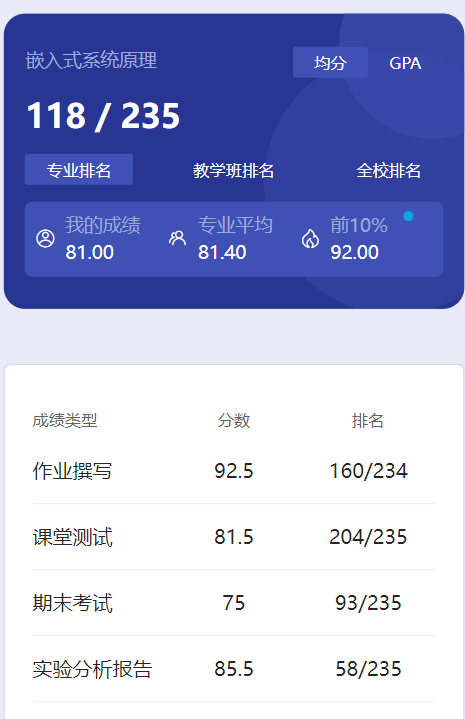 嵌入式系统原理 均分 GPA
118 / 235
专业排名 教学班排名 全校排名
我的成绩 专业平均 前10%
81.00 81.40 92.00
成绩类型 分数 排名
作业撰写 92.5 160/234
课堂测试 81.5 204/235
期末考试 75 93/235
实验分析报告 85.5 58/235